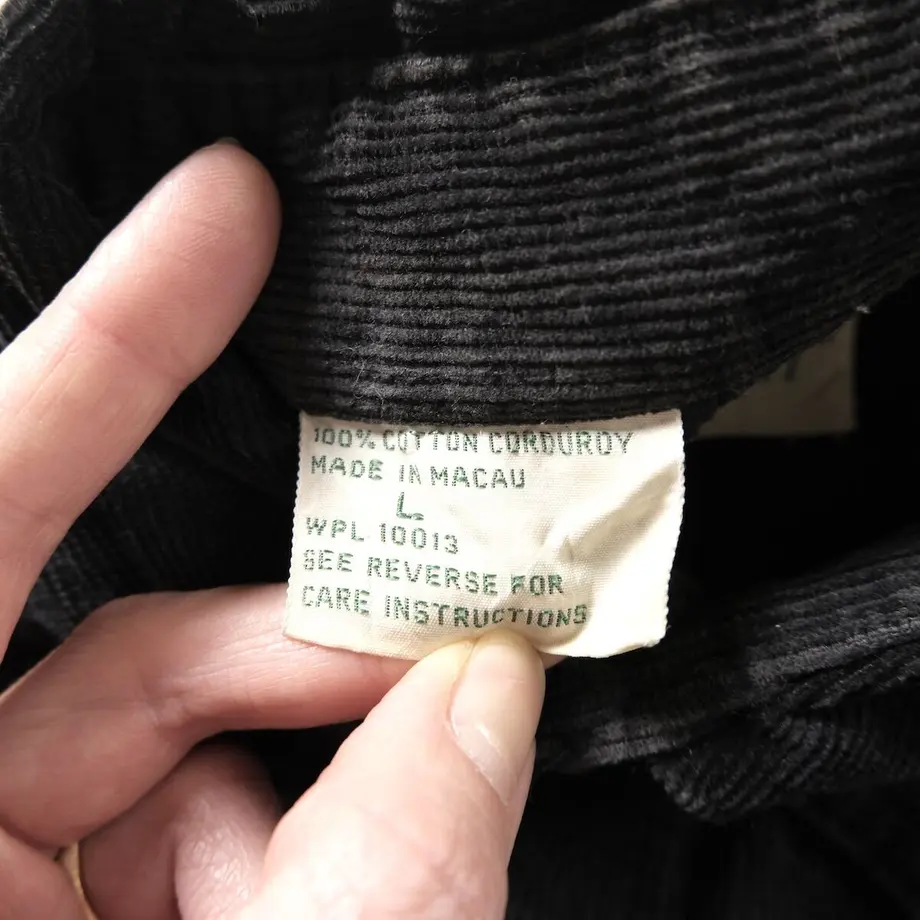 100% COTTON CORDUROY
MADE IN MACAU
L
WPL 10013
SEE REVERSE FOR
CARE INSTRUCTIONS